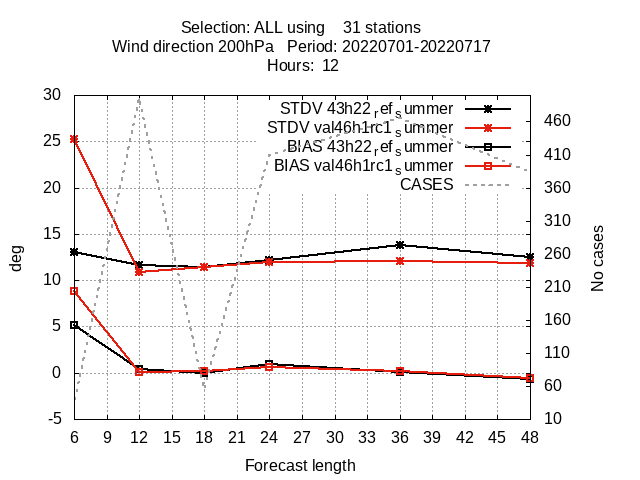 Selection: ALL using    31 stations
Wind direction 200hPa   Period: 20220701-20220717
Hours:  12
STDV 43h22_ref_summer
STDV val46h1rc1_summer
BIAS 43h22_ref_summer
BIAS val46h1rc1_summer
CASES
30
25
20
15
10
5
0
-5
deg
460
410
360
310
260
210
160
110
60
10
No cases
6 9 12 15 18 21 24 27 30 33 36 39 42 45 48
Forecast length